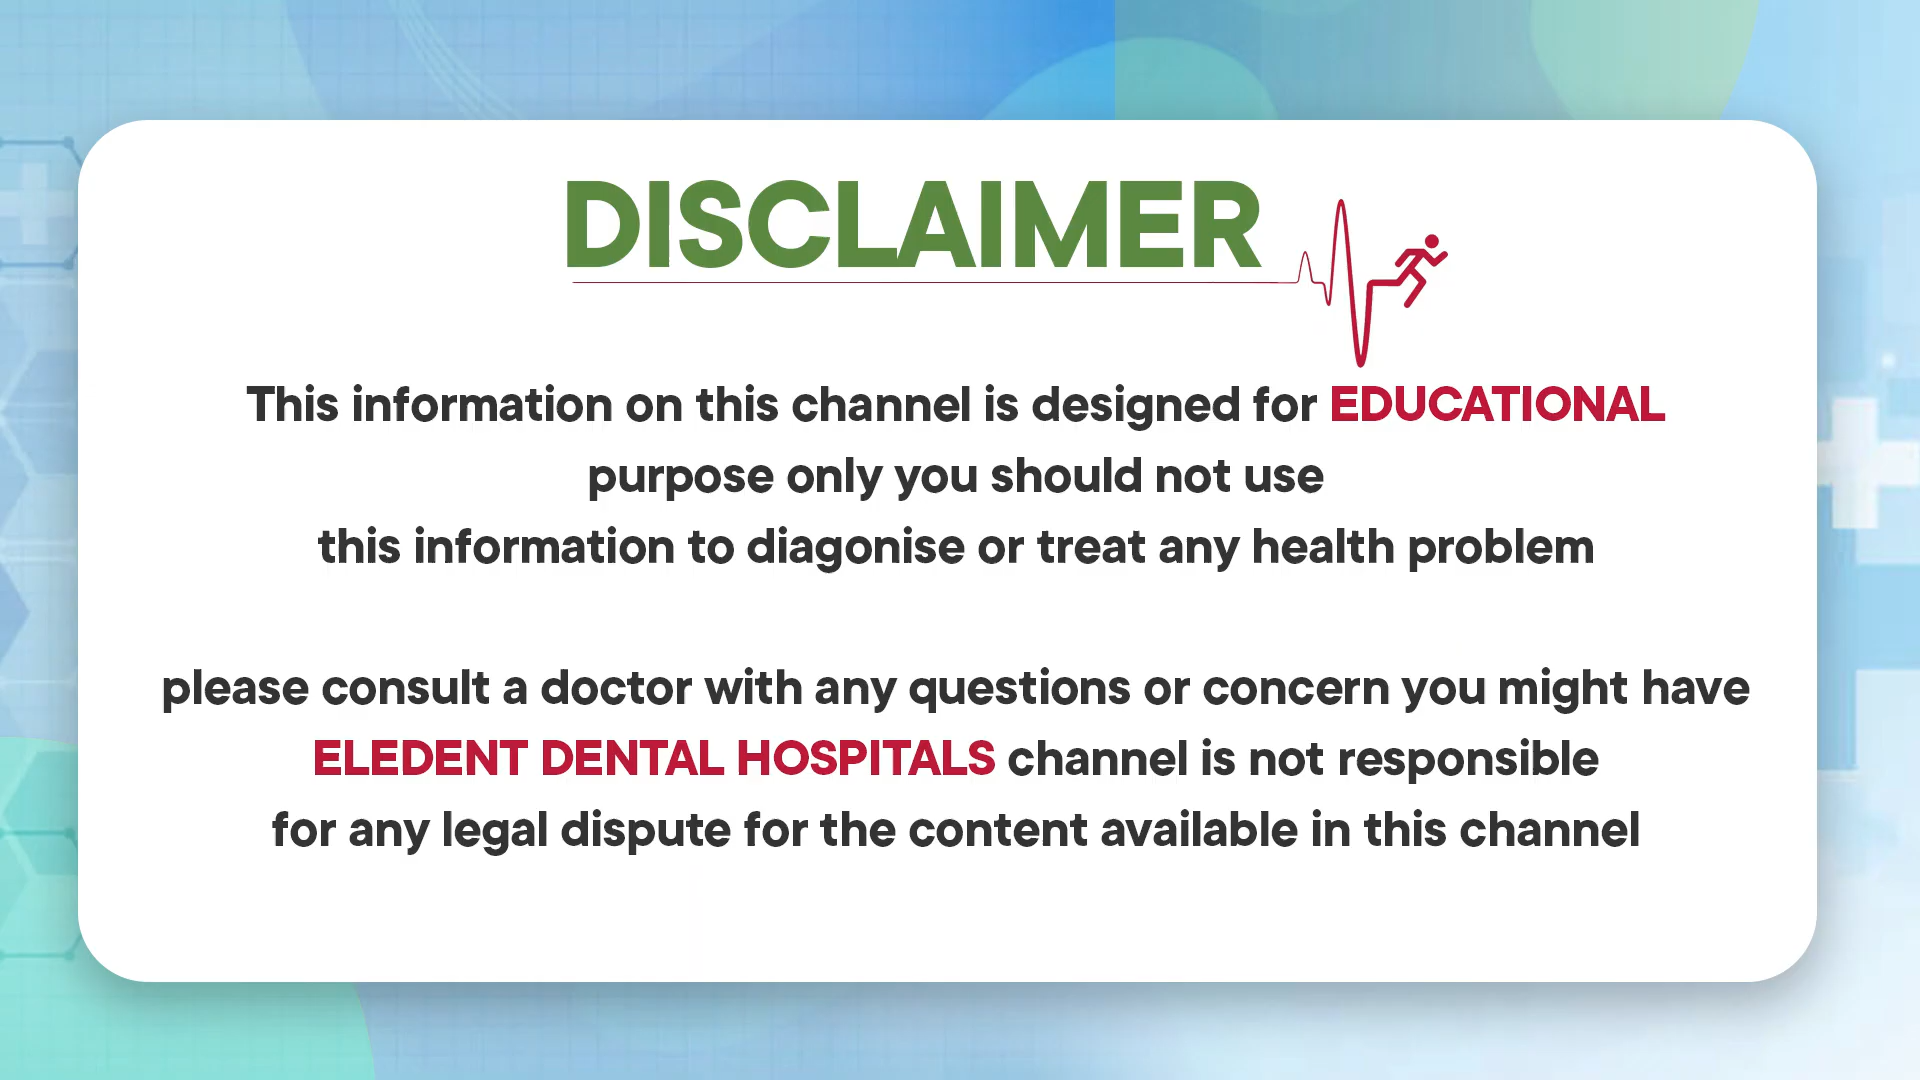 DISCLAIMER
This information on this channel is designed for EDUCATIONAL
purpose only you should not use
this information to diagonise or treat any health problem
please consult a doctor with any questions or concern you might have
ELEDENT DENTAL HOSPITALS channel is not responsible
for any legal dispute for the content available in this channel